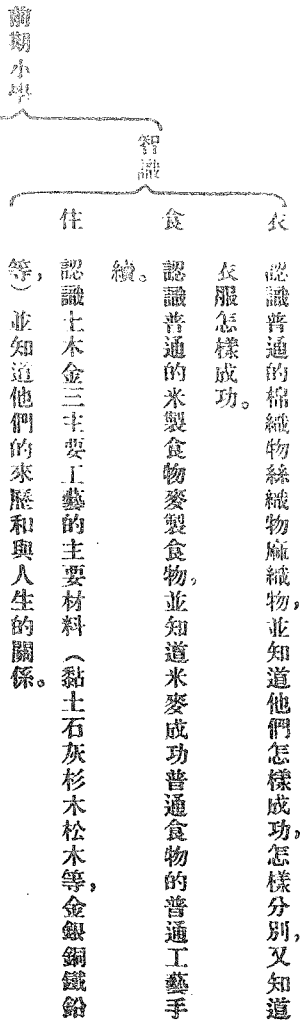 前期小學
智識
衣
認識普通的棉織物絲織物麻織物，並知道他們怎樣成功，怎樣分別，又知道
衣服怎樣成功。
食
認識普通的米製食物麥製食物，並知道米麥成功普通食物的普通工藝手
續。
住
認識土木金三主要工藝的主要材料（黏土石灰杉木松木等，金銀銅鐵鉛
等，）並知道他們的來歷和與人生的關係。